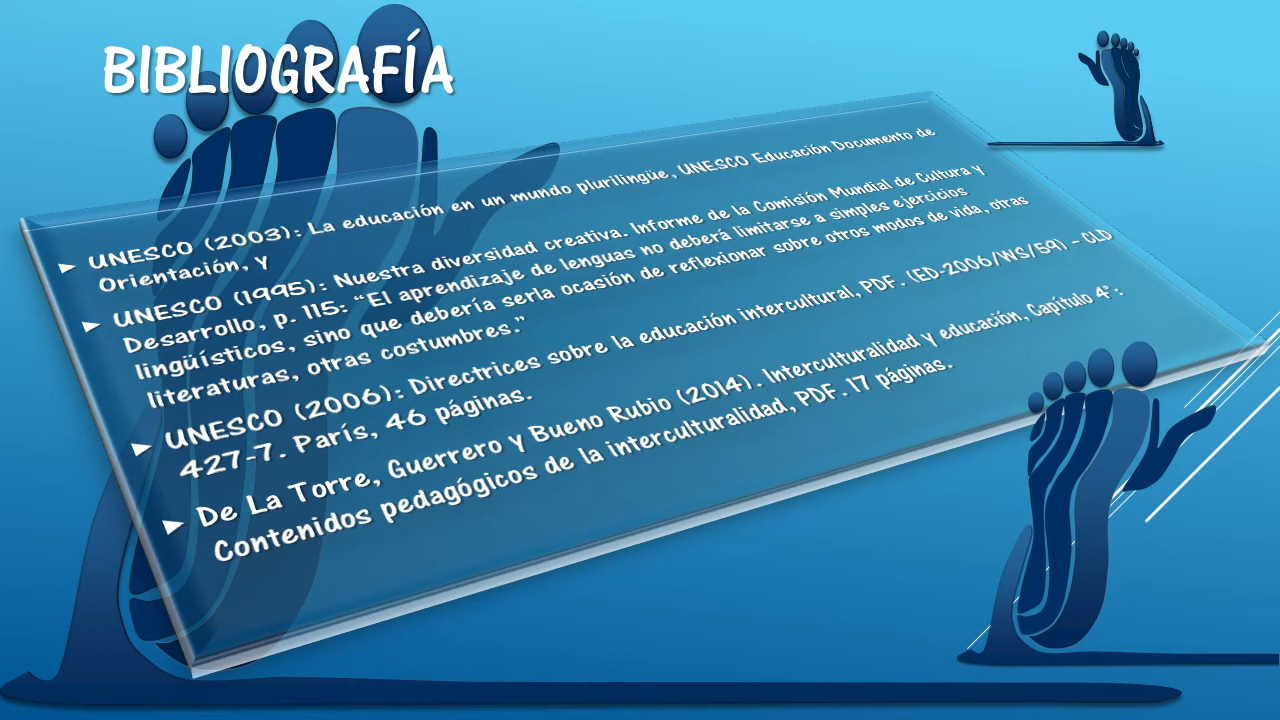 BIBLIOGRAFÍA
► UNESCO (2003): La educación en un mundo plurilingüe, UNESCO Educación Documento de
Orientación, y
► UNESCO (1995): Nuestra diversidad creativa. Informe de la Comisión Mundial de Cultura y
Desarrollo, p. 115: “El aprendizaje de lenguas no deberá limitarse a simples ejercicios
lingüísticos, sino que debería serla ocasión de reflexionar sobre otros modos de vida, otras
literaturas, otras costumbres.”
► UNESCO (2006): Directrices sobre la educación intercultural, PDF. (ED-2006/WS/59) – CLD
427-7. París, 46 páginas.
► De La Torre, Guerrero y Bueno Rubio (2014). Interculturalidad y educación, Capítulo 4°:
Contenidos pedagógicos de la interculturalidad, PDF. 17 páginas.